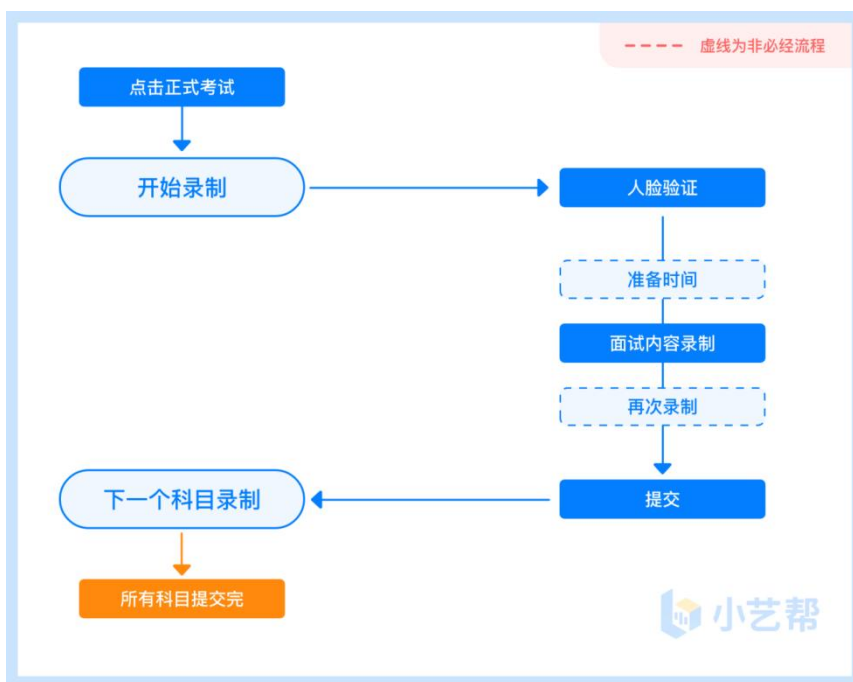 虚线为非必经流程
点击正式考试
开始录制
人脸验证
准备时间
面试内容录制
再次录制
下一个科目录制
提交
所有科目提交完
小艺帮